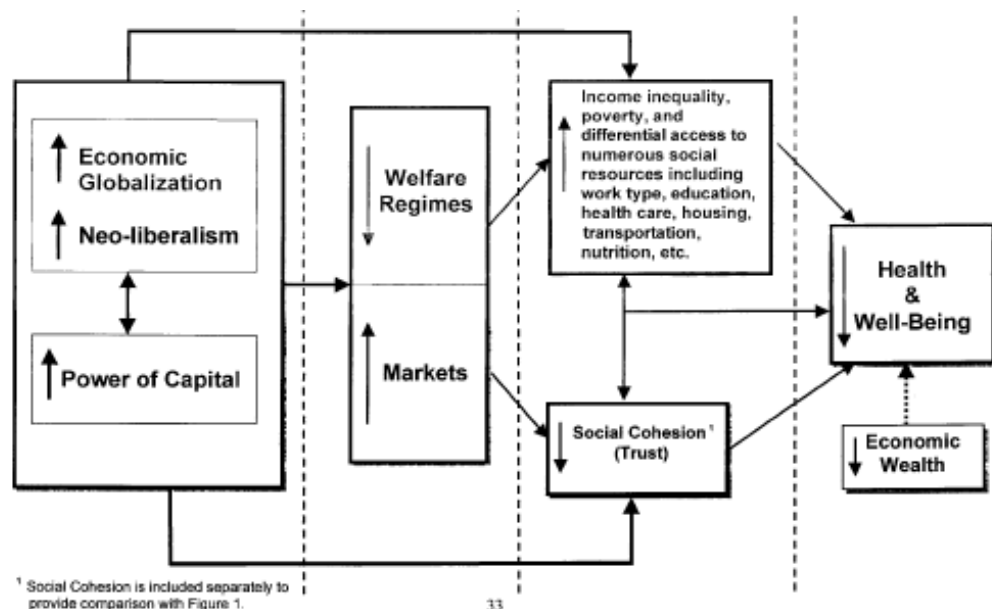 Economic
Globalization
Neo-liberalism
Power of Capital
Welfare
Regimes
Markets
Income inequality,
poverty, and
differential access to
numerous social
resources including
work type, education,
health care, housing,
transportation,
nutrition, etc.
Social Cohesion¹
(Trust)
Health
&
Well-Being
Economic
Wealth
¹ Social Cohesion is included separately to
provide comparison with Figure 1.
33